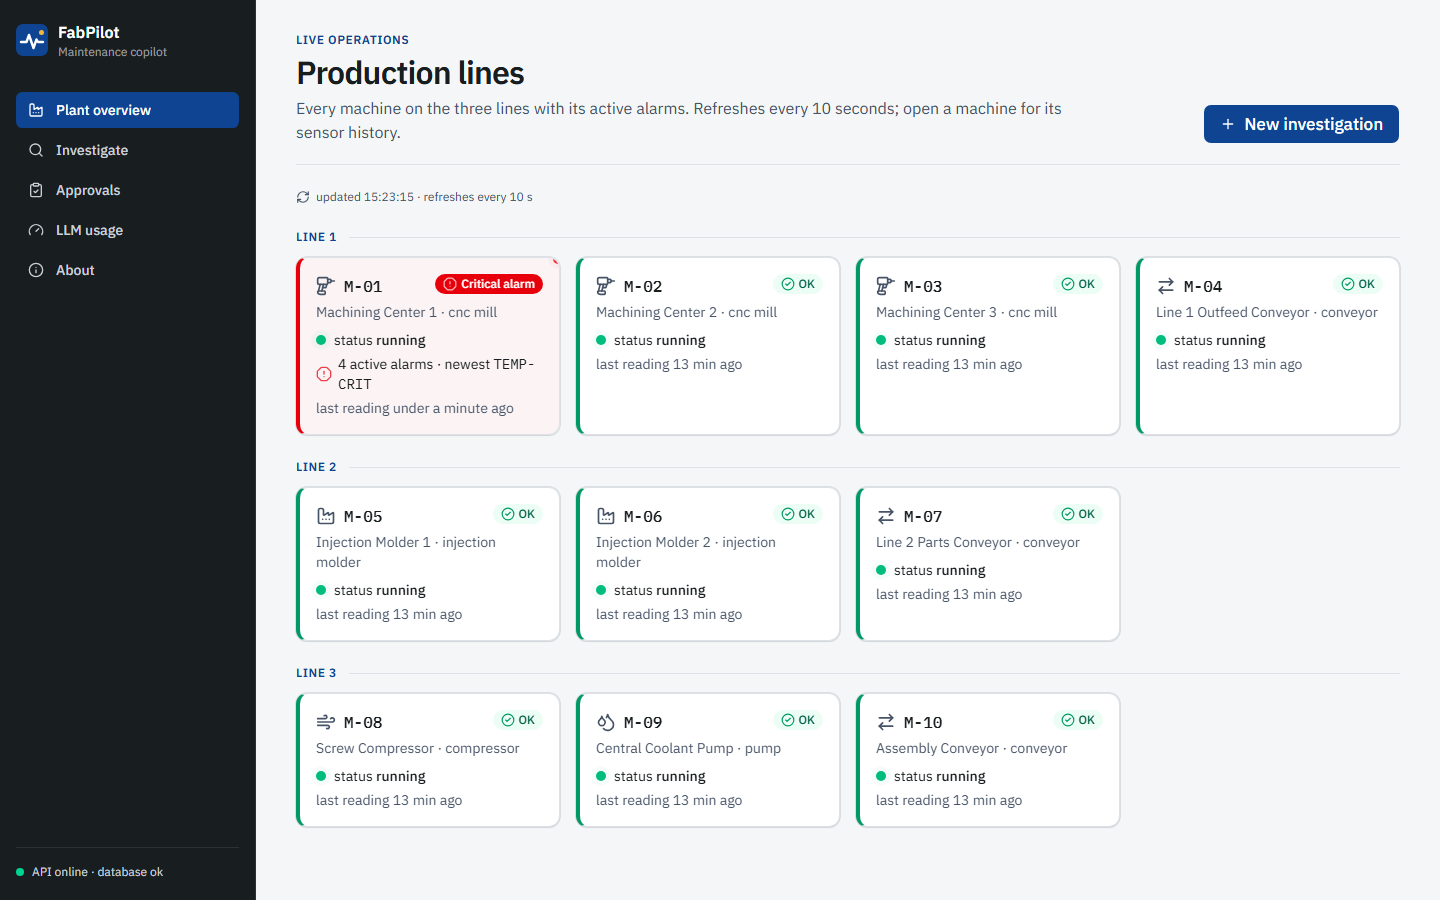 FabPilot
Maintenance copilot
Plant overview
Investigate
Approvals
LLM usage
About
API online · database ok
LIVE OPERATIONS
Production lines
Every machine on the three lines with its active alarms. Refreshes every 10 seconds; open a machine for its
sensor history.
New investigation
updated 15:23:15 · refreshes every 10 s
LINE 1
M-01
Critical alarm
Machining Center 1 · cnc mill
status running
4 active alarms · newest TEMP-
CRIT
last reading under a minute ago
M-02
OK
Machining Center 2 · cnc mill
status running
last reading 13 min ago
M-03
OK
Machining Center 3 · cnc mill
status running
last reading 13 min ago
M-04
OK
Line 1 Outfeed Conveyor · conveyor
status running
last reading 13 min ago
LINE 2
M-05
OK
Injection Molder 1 · injection
molder
status running
last reading 13 min ago
M-06
OK
Injection Molder 2 · injection
molder
status running
last reading 13 min ago
M-07
OK
Line 2 Parts Conveyor · conveyor
status running
last reading 13 min ago
LINE 3
M-08
OK
Screw Compressor · compressor
status running
last reading 13 min ago
M-09
OK
Central Coolant Pump · pump
status running
last reading 13 min ago
M-10
OK
Assembly Conveyor · conveyor
status running
last reading 13 min ago